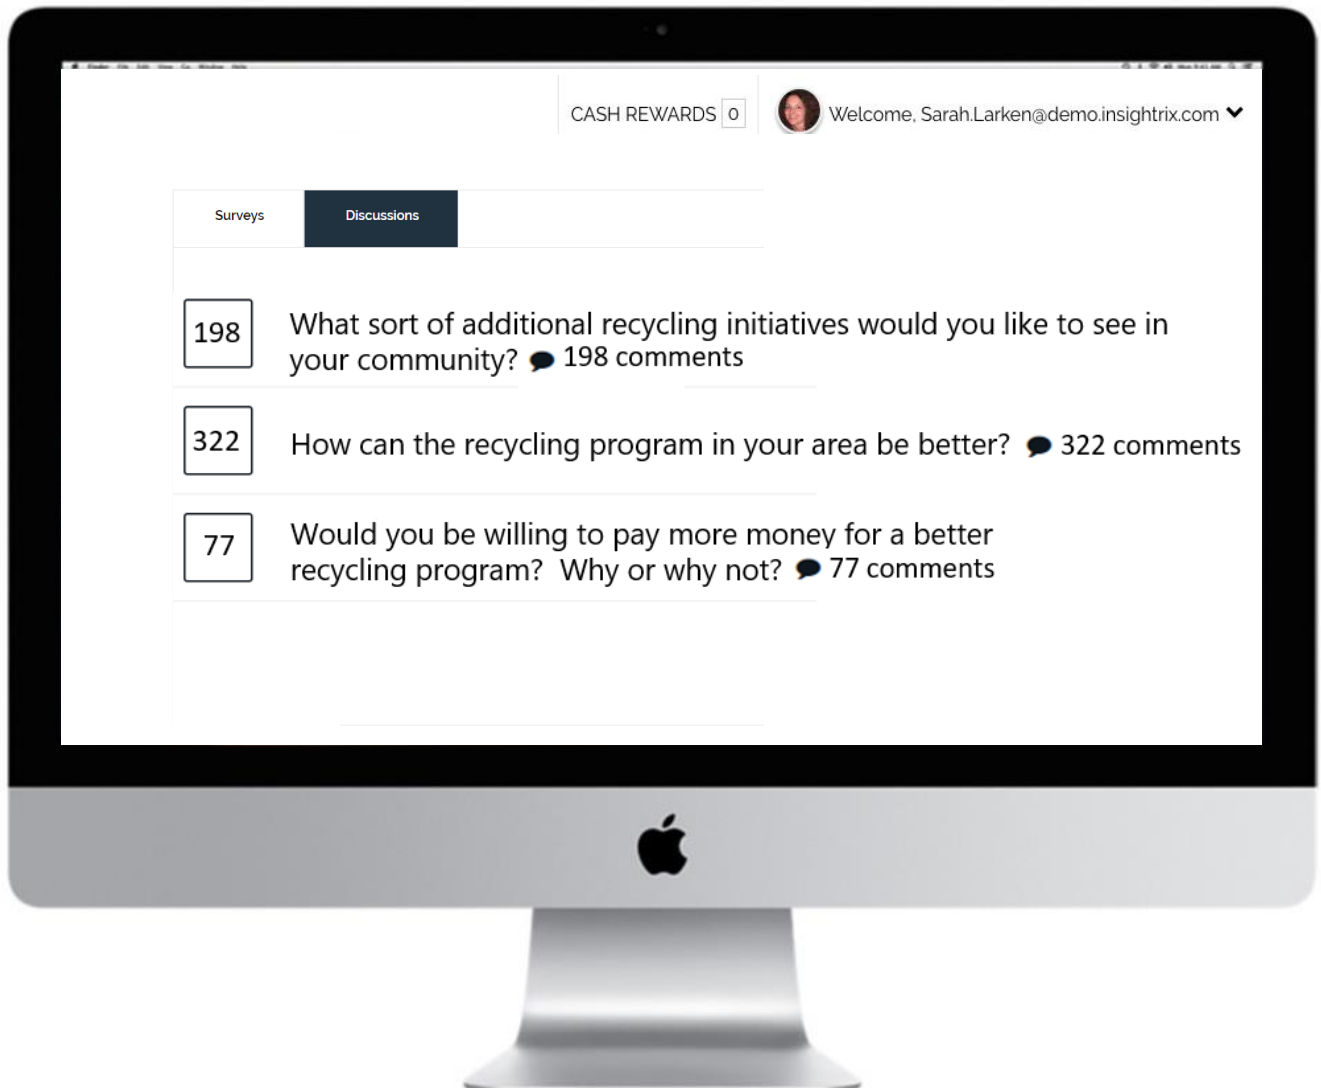 CASH REWARDS 0 Welcome, Sarah.Larken@demo.insightrix.com
Surveys Discussions
198 What sort of additional recycling initiatives would you like to see in
your community? 198 comments
322 How can the recycling program in your area be better? 322 comments
77 Would you be willing to pay more money for a better
recycling program? Why or why not? 77 comments